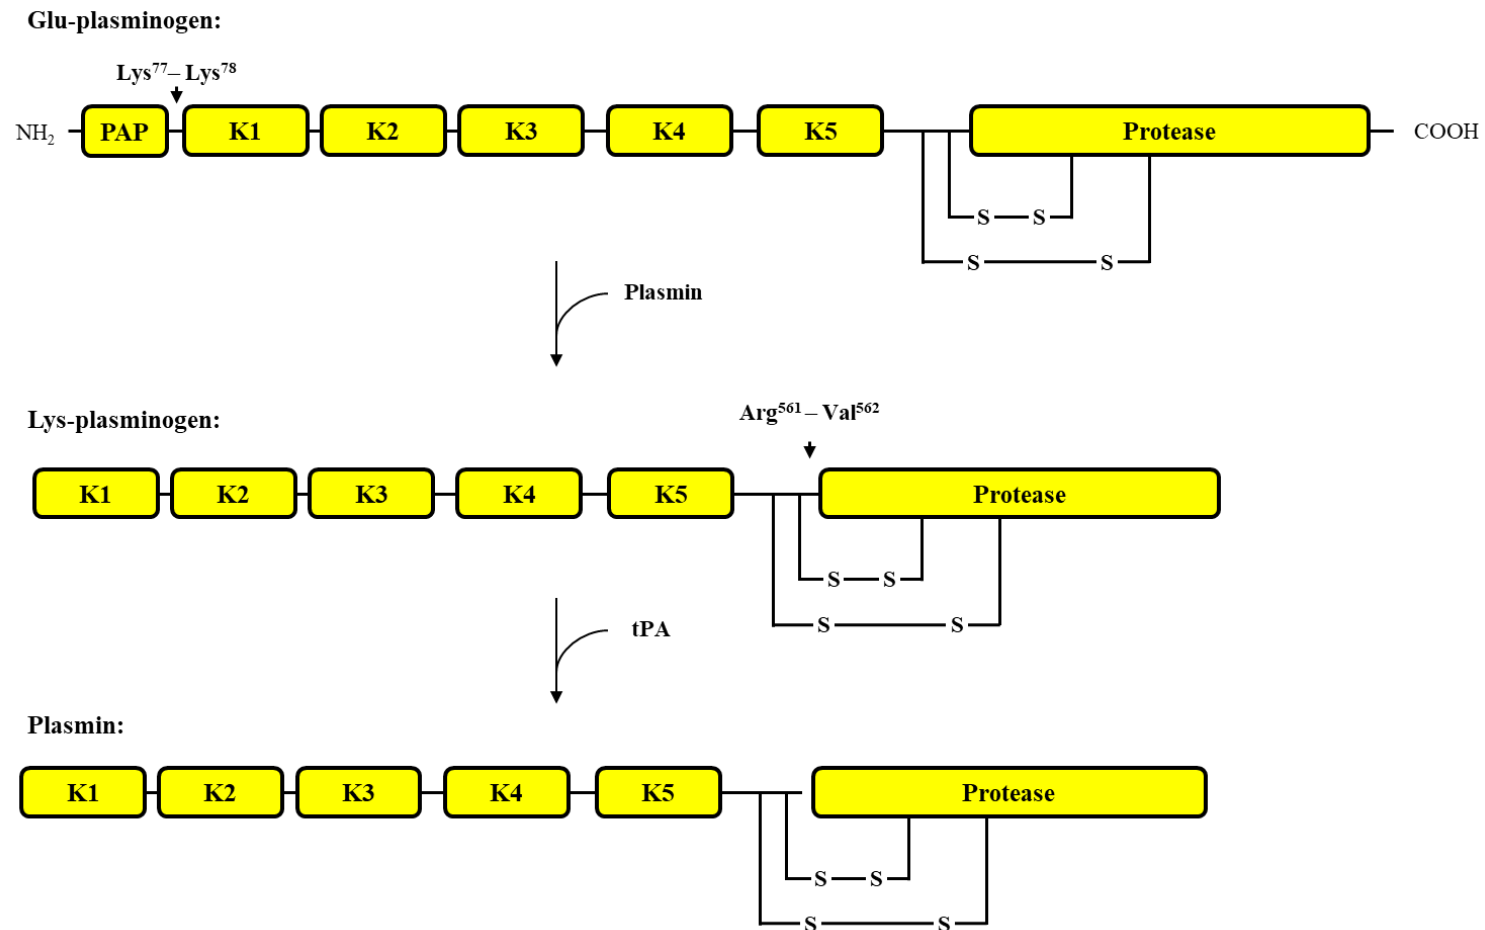 Glu-plasminogen:
Lys⁷⁷– Lys⁷⁸
NH₂ PAP K1 K2 K3 K4 K5 Protease COOH
S S
S S
Plasmin
Lys-plasminogen:
Arg⁵⁶¹– Val⁵⁶²
K1 K2 K3 K4 K5 Protease
S S
S S
tPA
Plasmin:
K1 K2 K3 K4 K5 Protease
S S
S S